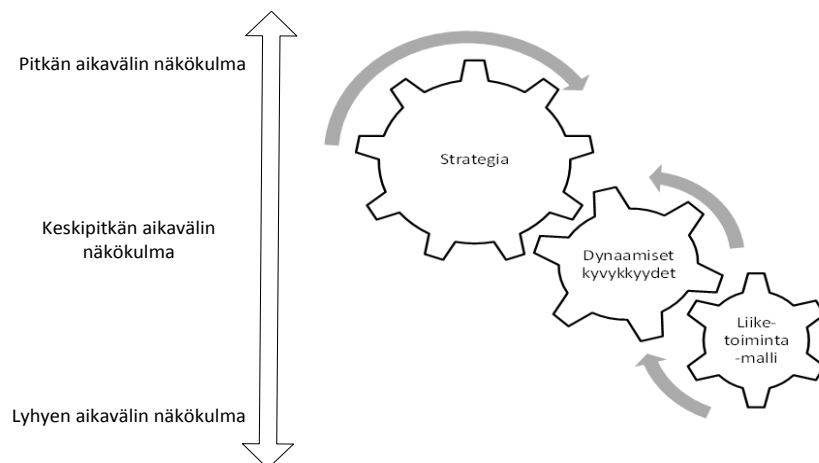 Pitkän aikavälin näkökulma
Strategia
Keskipitkän aikavälin
näkökulma
Dynaamiset
kyvykkyydet
Liike-
toiminta
-malli
Lyhyen aikavälin näkökulma